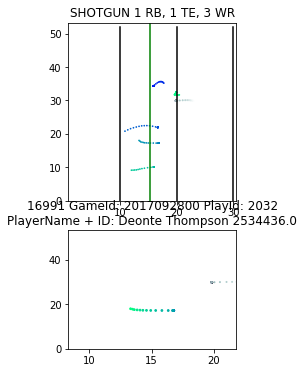 SHOTGUN 1 RB, 1 TE, 3 WR
50
40
30
20
10
0
10 20 30
16991 GameId: 2017092800 PlayId: 2032
PlayerName + ID: Deonte Thompson 2534436.0
40
20
0
10 15 20